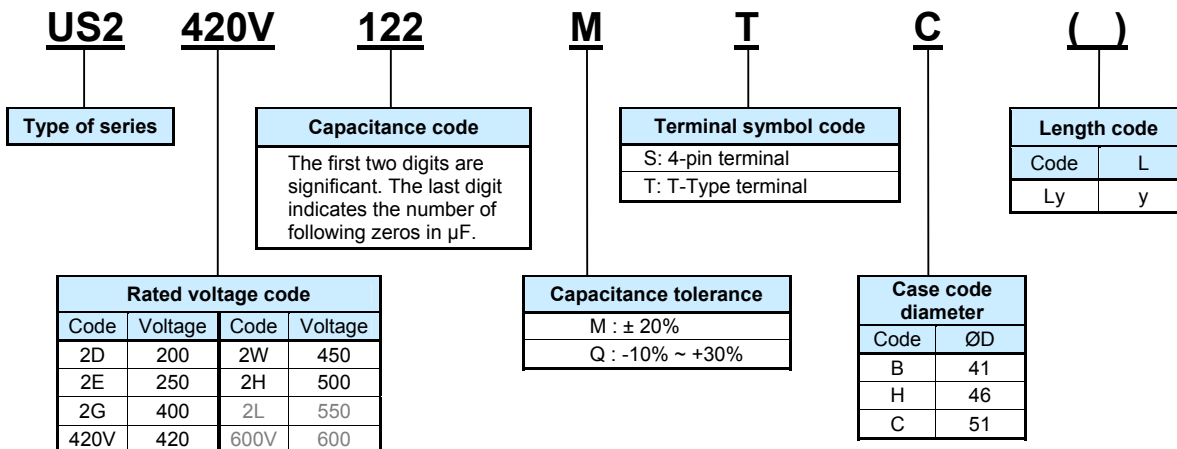 US2 420V 122 M T C ( )
Type of series
Capacitance code
The first two digits are
significant. The last digit
indicates the number of
following zeros in µF.
Terminal symbol code
S: 4-pin terminal
T: T-Type terminal
Length code
Code L
Ly y
Rated voltage code
Code Voltage Code Voltage
2D 200 2W 450
2E 250 2H 500
2G 400 2L 550
420V 420 600V 600
Capacitance tolerance
M : ± 20%
Q : -10% ~ +30%
Case code
diameter
Code ØD
B 41
H 46
C 51